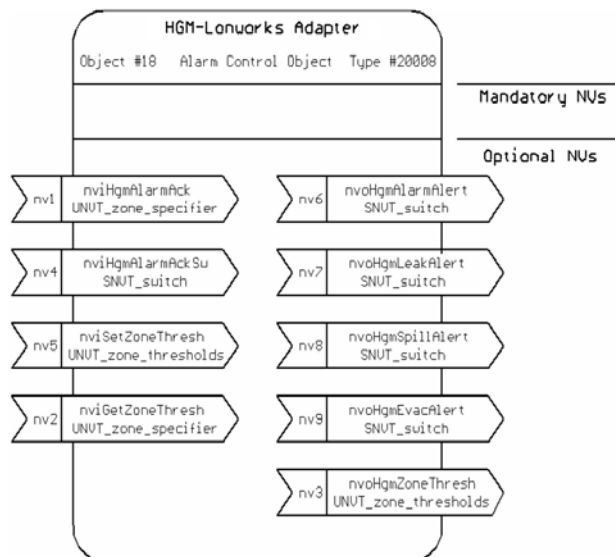 HGM-Lonworks Adapter
Object #18 Alarm Control Object Type #20008
Mandatory NVs
Optional NVs
nv1
nviHgmAlarmAck
UNVT_zone_specifier
nv6
nvoHgmAlarmAlert
SNVT_switch
nv4
nviHgmAlarmAckSw
SNVT_switch
nv7
nvoHgmLeakAlert
SNVT_switch
nv5
nviSetZoneThresh
UNVT_zone_thresholds
nv8
nvoHgmSpillAlert
SNVT_switch
nv2
nviGetZoneThresh
UNVT_zone_specifier
nv9
nvoHgmEvacAlert
SNVT_switch
nv3
nvoHgmZoneThresh
UNVT_zone_thresholds